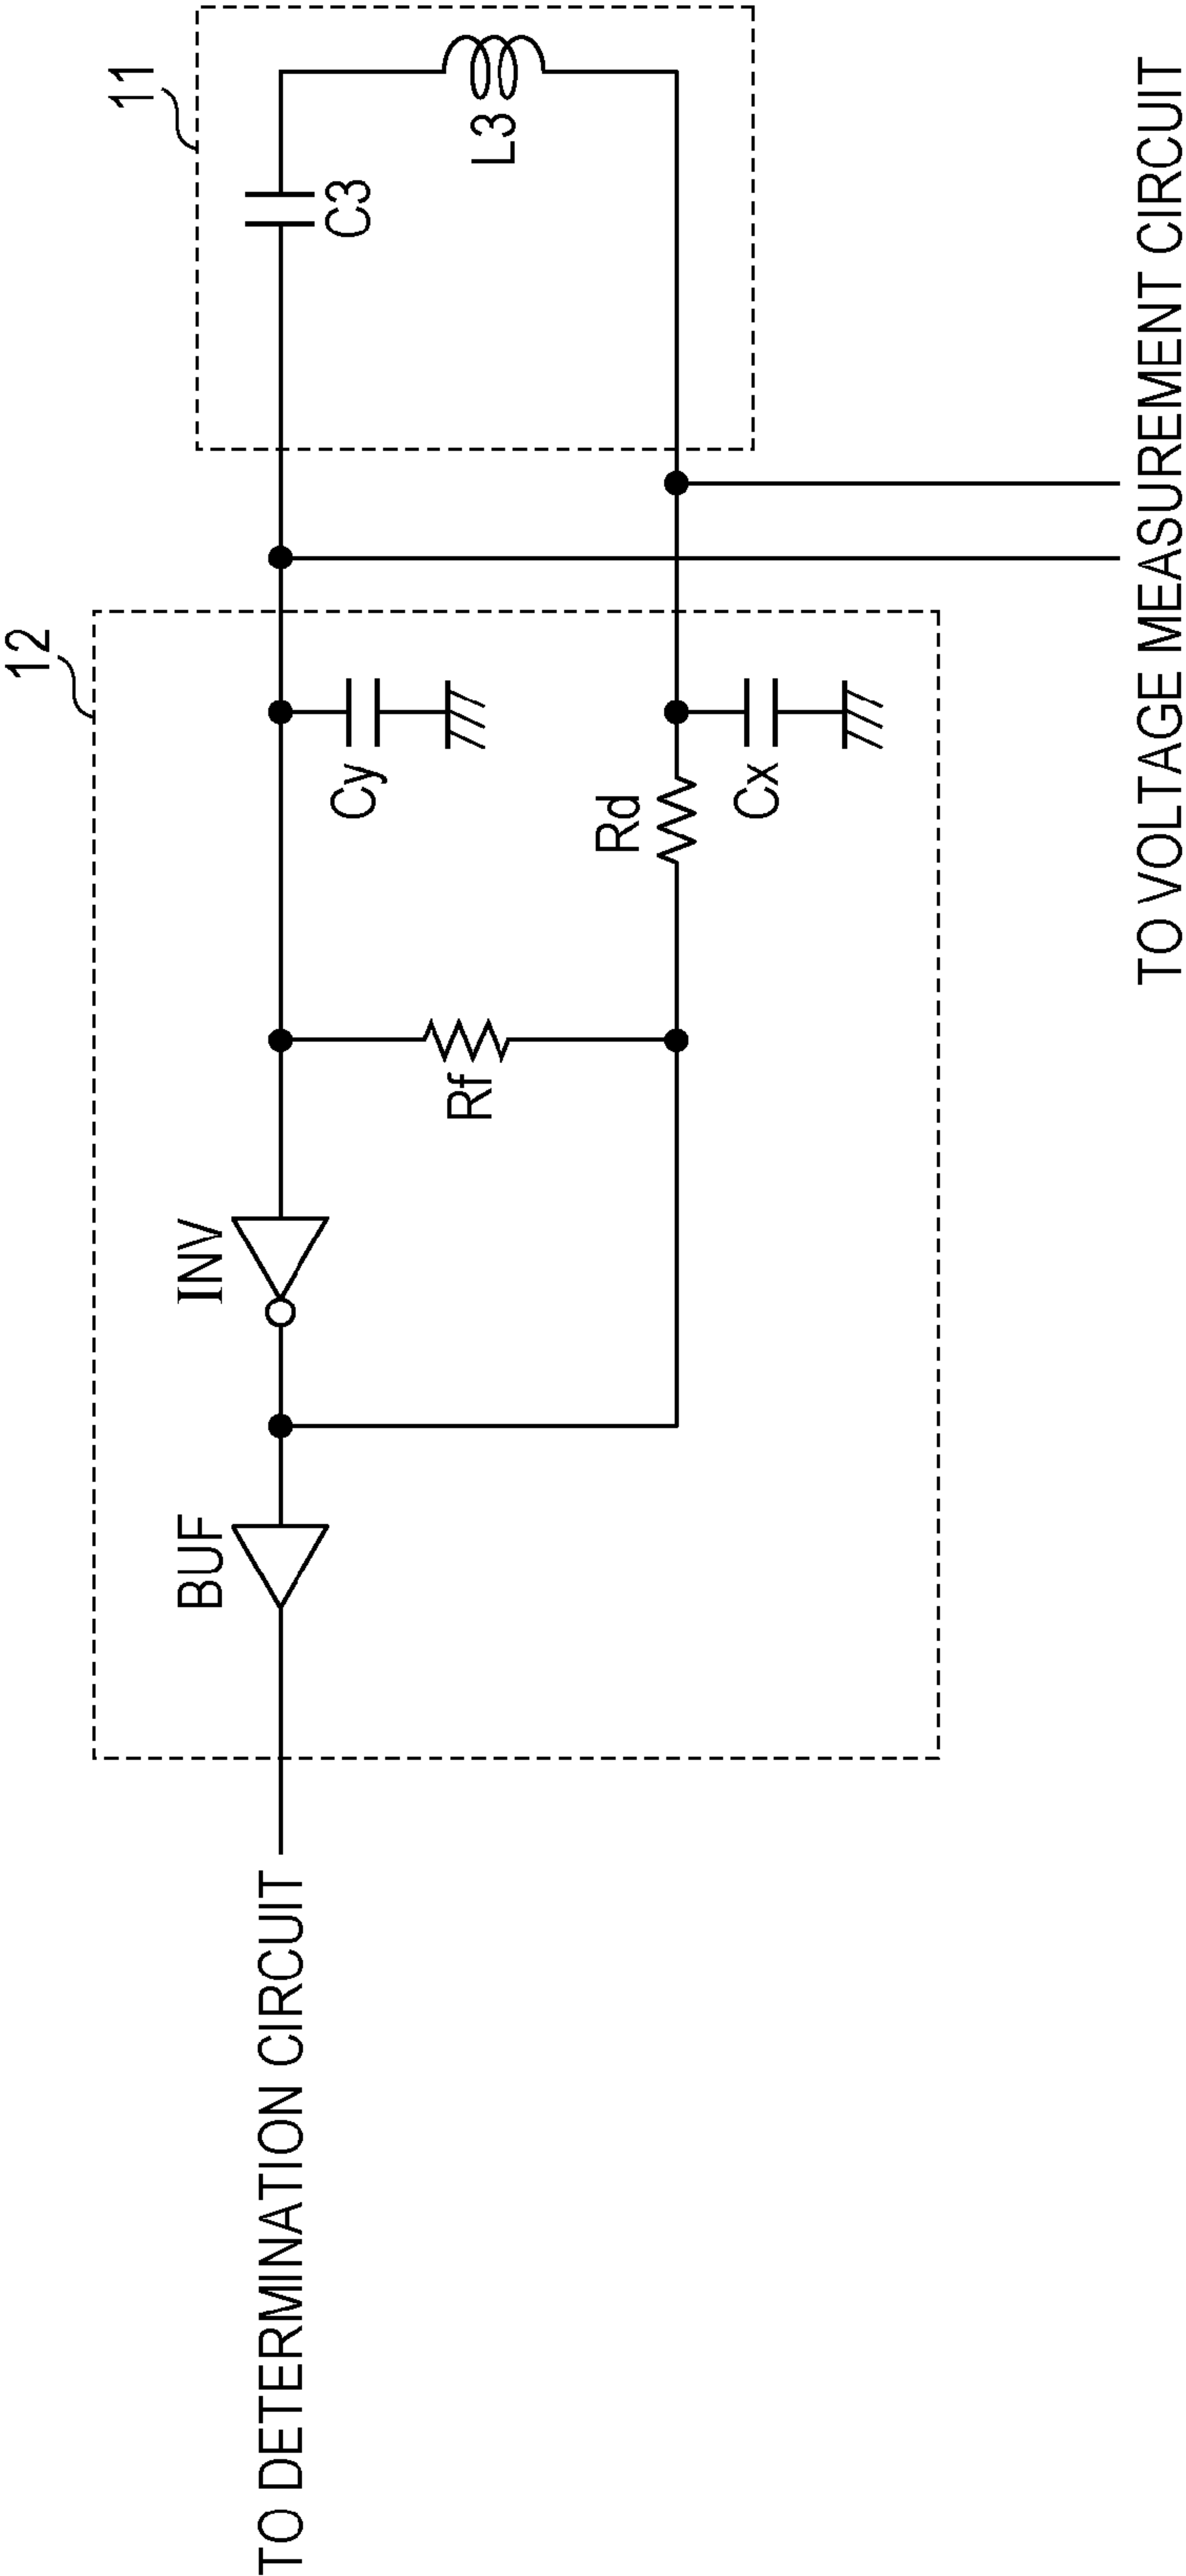 12
11
C3
L3
Cy
Cx
Rd
Rf
INV
BUF
TO VOLTAGE MEASUREMENT CIRCUIT
TO DETERMINATION CIRCUIT